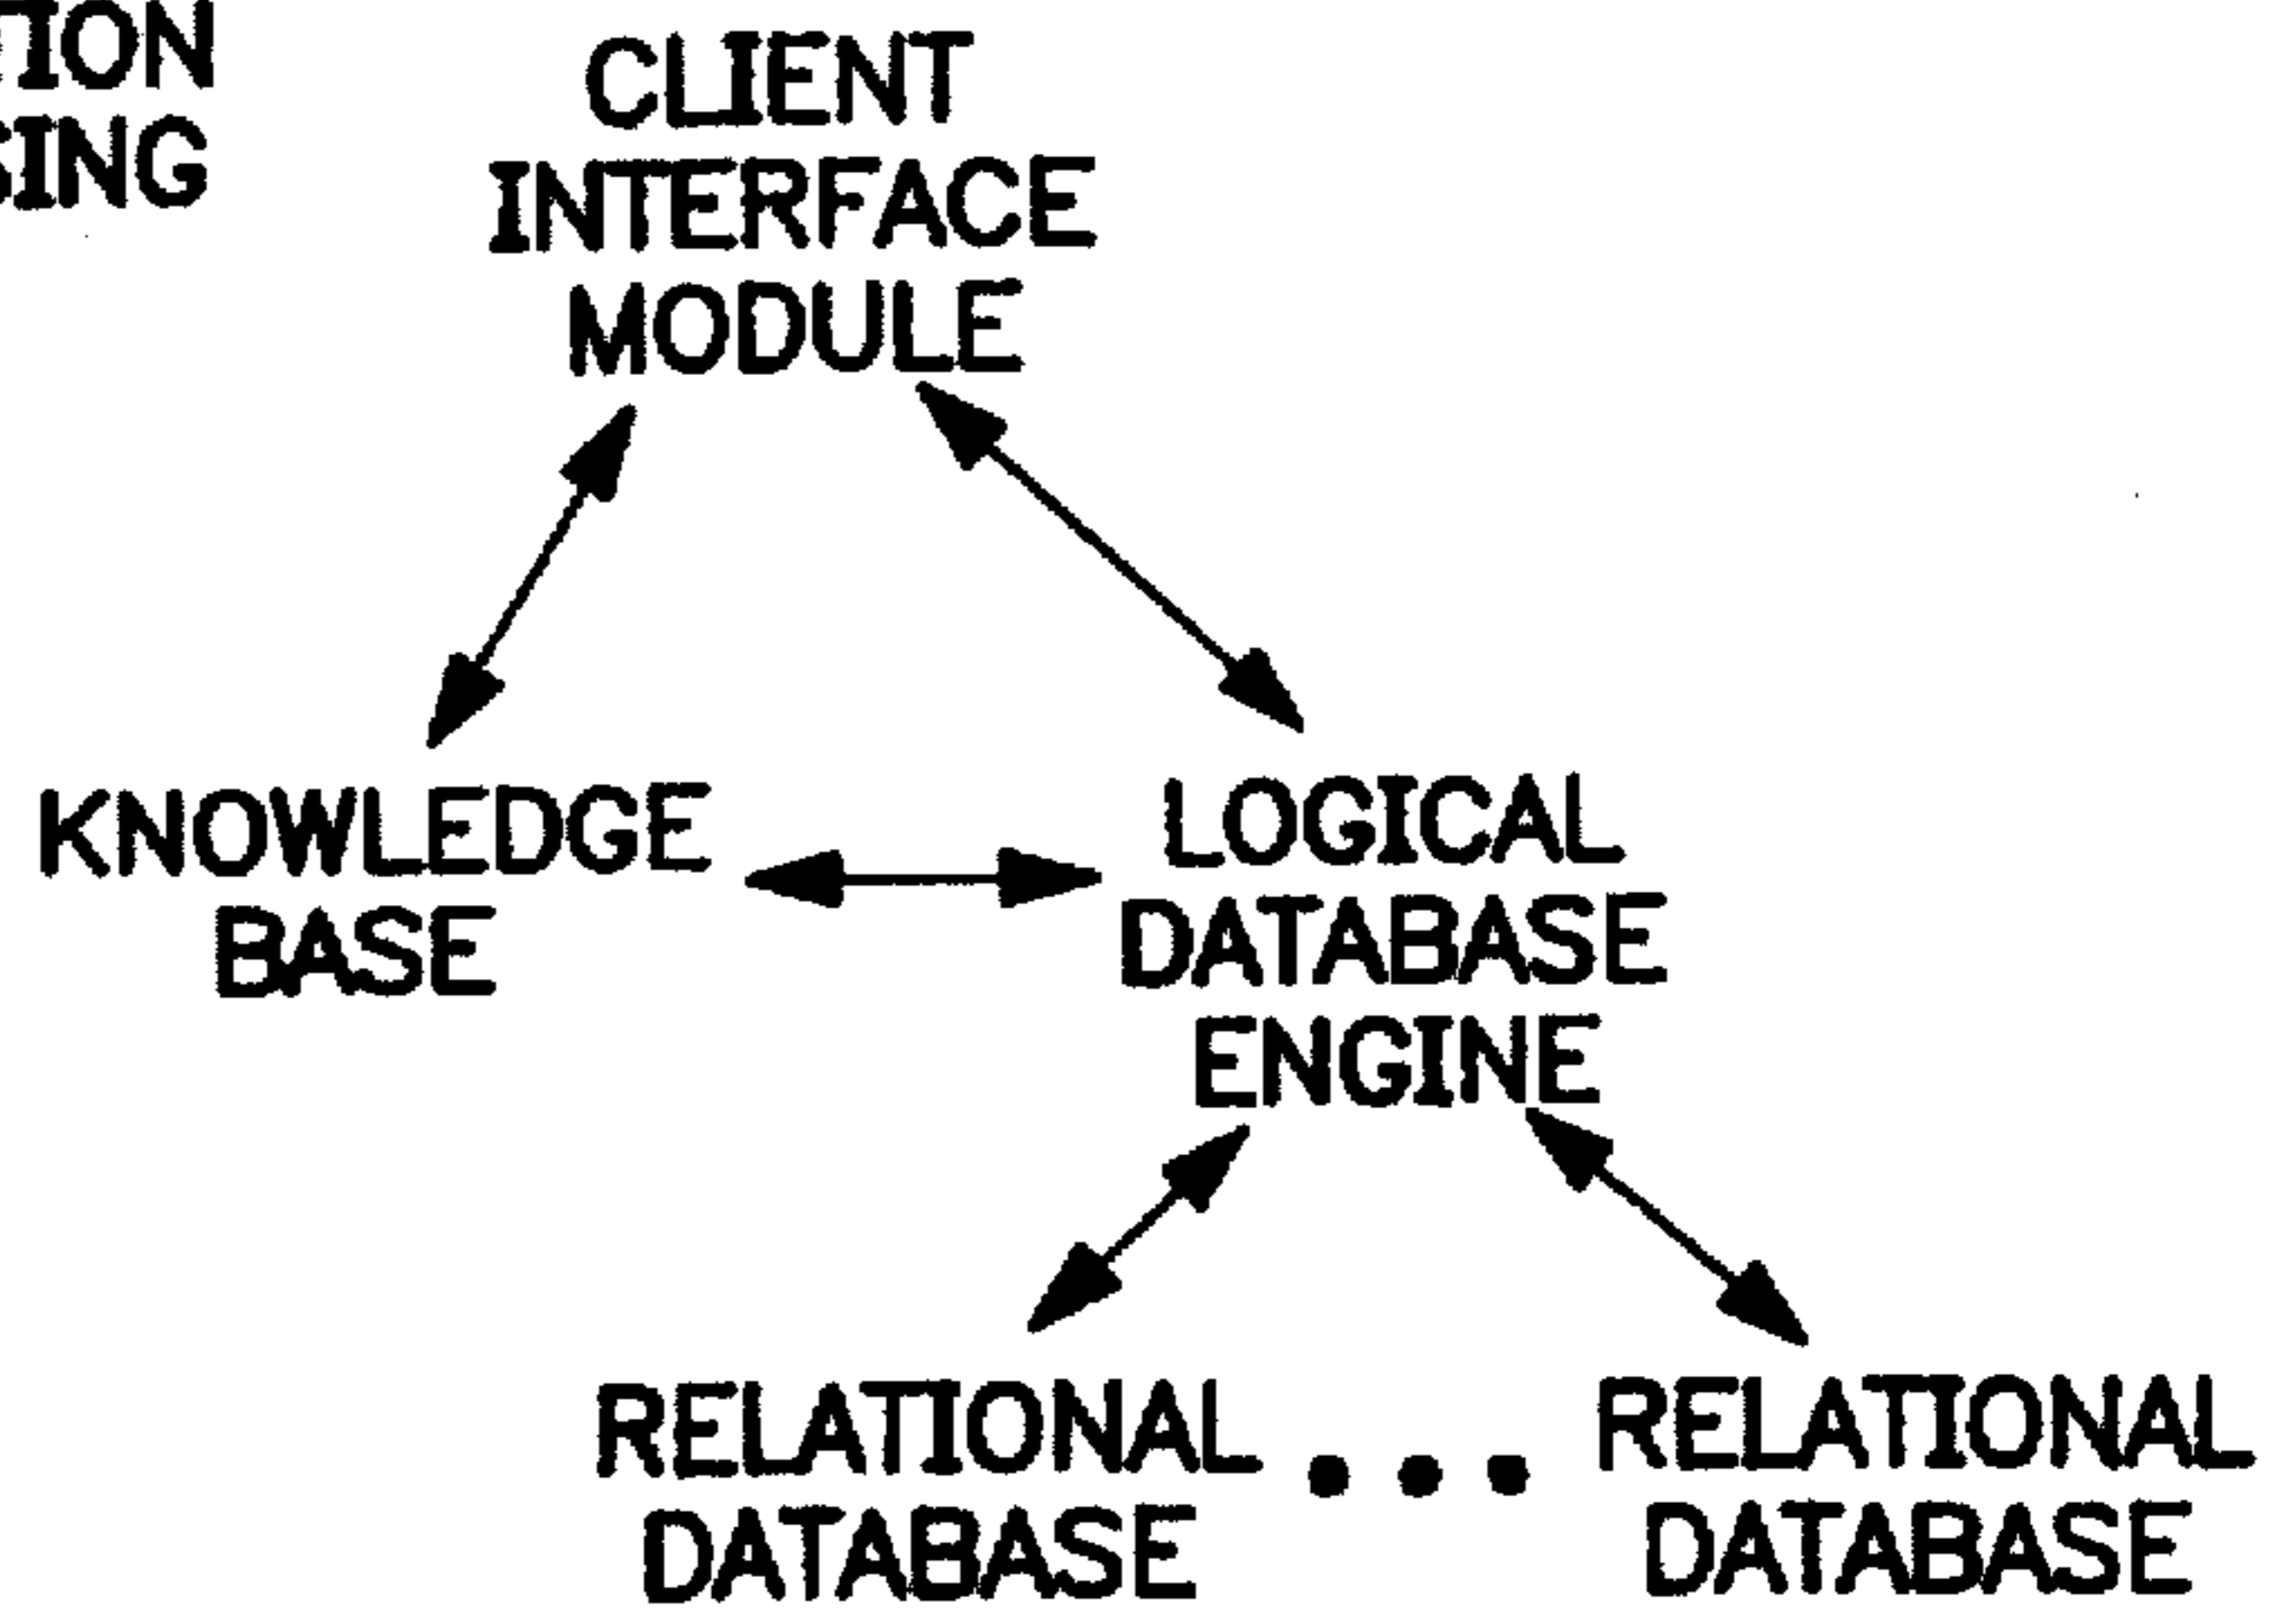 CLIENT
INTERFACE
MODULE
KNOWLEDGE
BASE
LOGICAL
DATABASE
ENGINE
RELATIONAL . . . RELATIONAL
DATABASE DATABASE